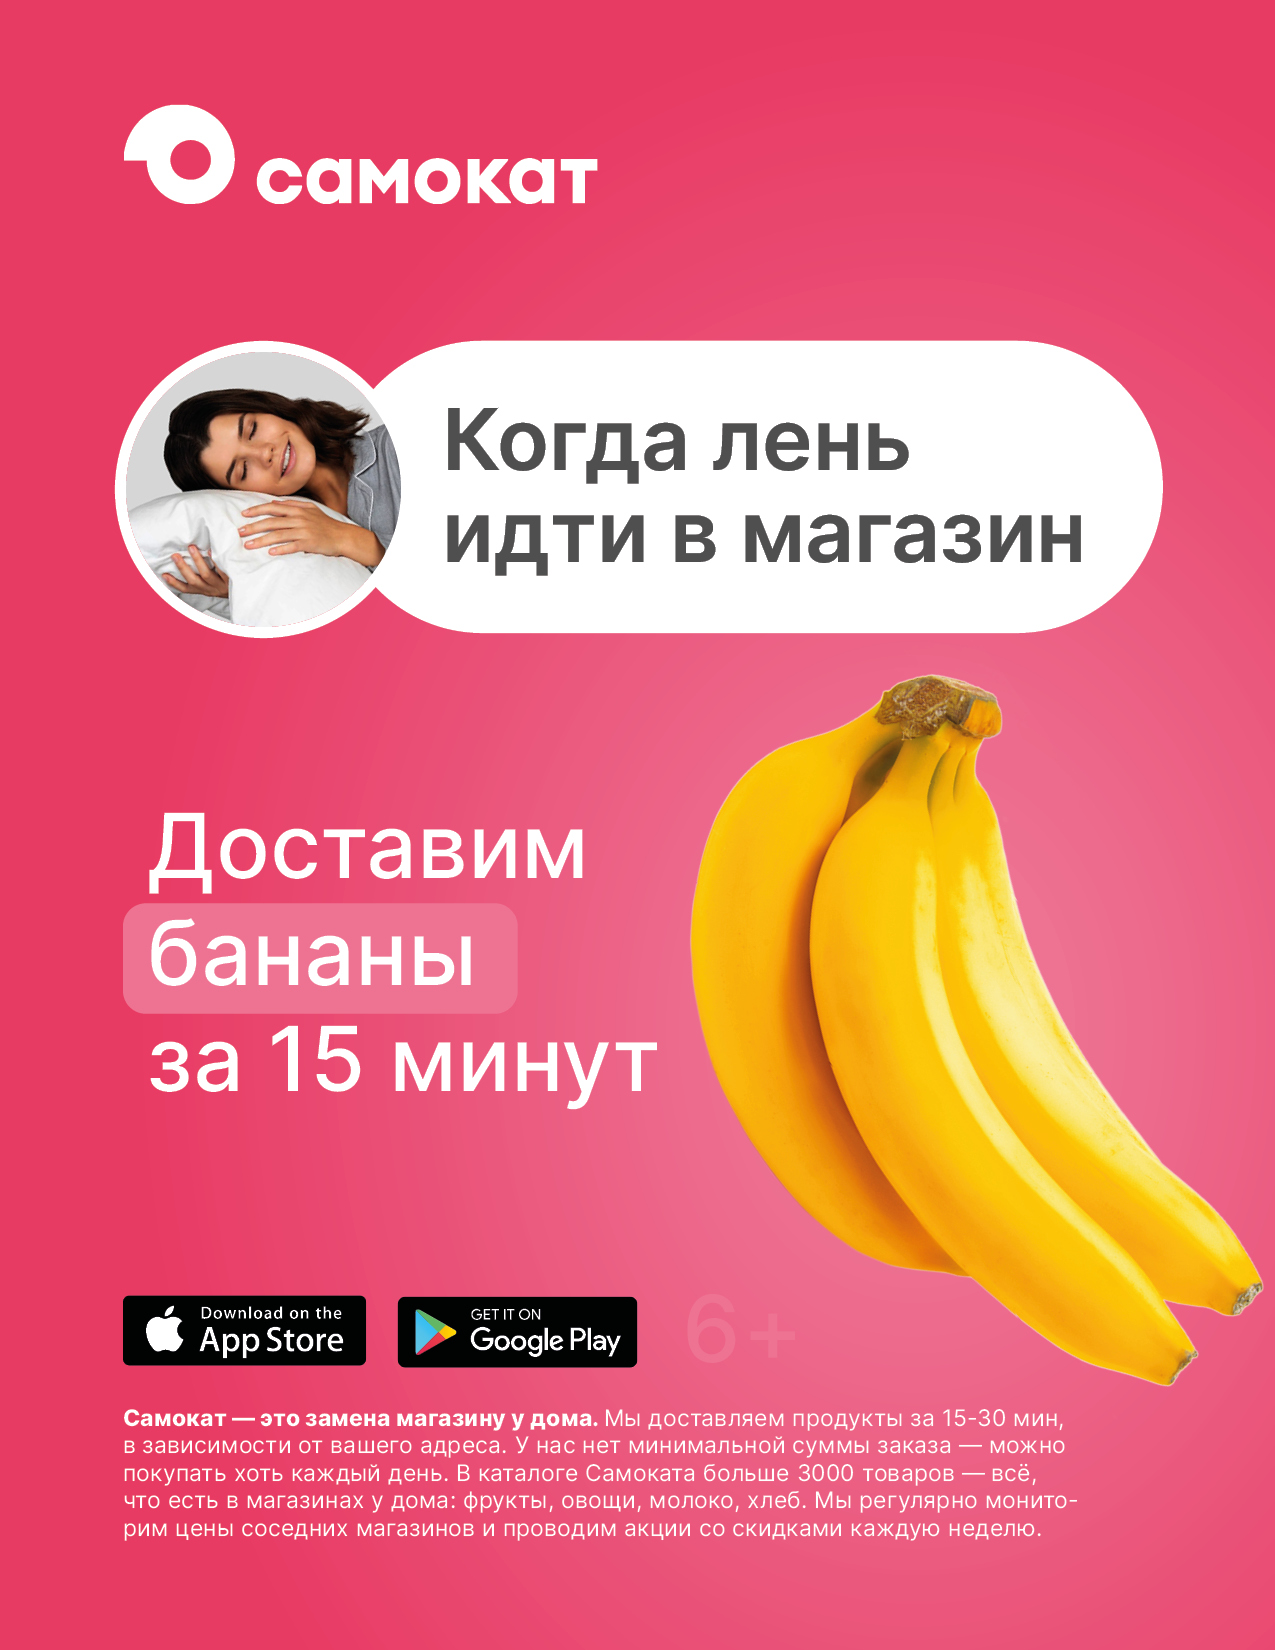 самокат
Когда лень
идти в магазин
Доставим
бананы
за 15 минут
Download on the
App Store
GET IT ON
Google Play
6+
Самокат — это замена магазину у дома. Мы доставляем продукты за 15-30 мин,
в зависимости от вашего адреса. У нас нет минимальной суммы заказа — можно
покупать хоть каждый день. В каталоге Самоката больше 3000 товаров — всё,
что есть в магазинах у дома: фрукты, овощи, молоко, хлеб. Мы регулярно монито-
рим цены соседних магазинов и проводим акции со скидками каждую неделю.